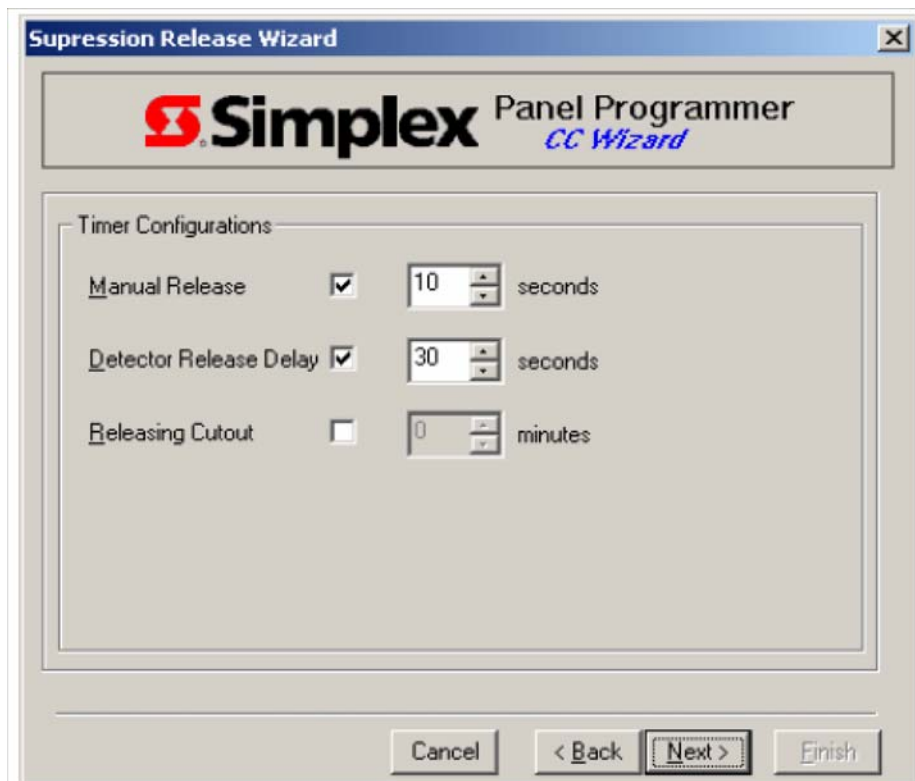 Supression Release Wizard
Simplex Panel Programmer
CC Wizard
Timer Configurations
Manual Release 10 seconds
Detector Release Delay 30 seconds
Releasing Cutout 0 minutes
Cancel < Back Next > Finish